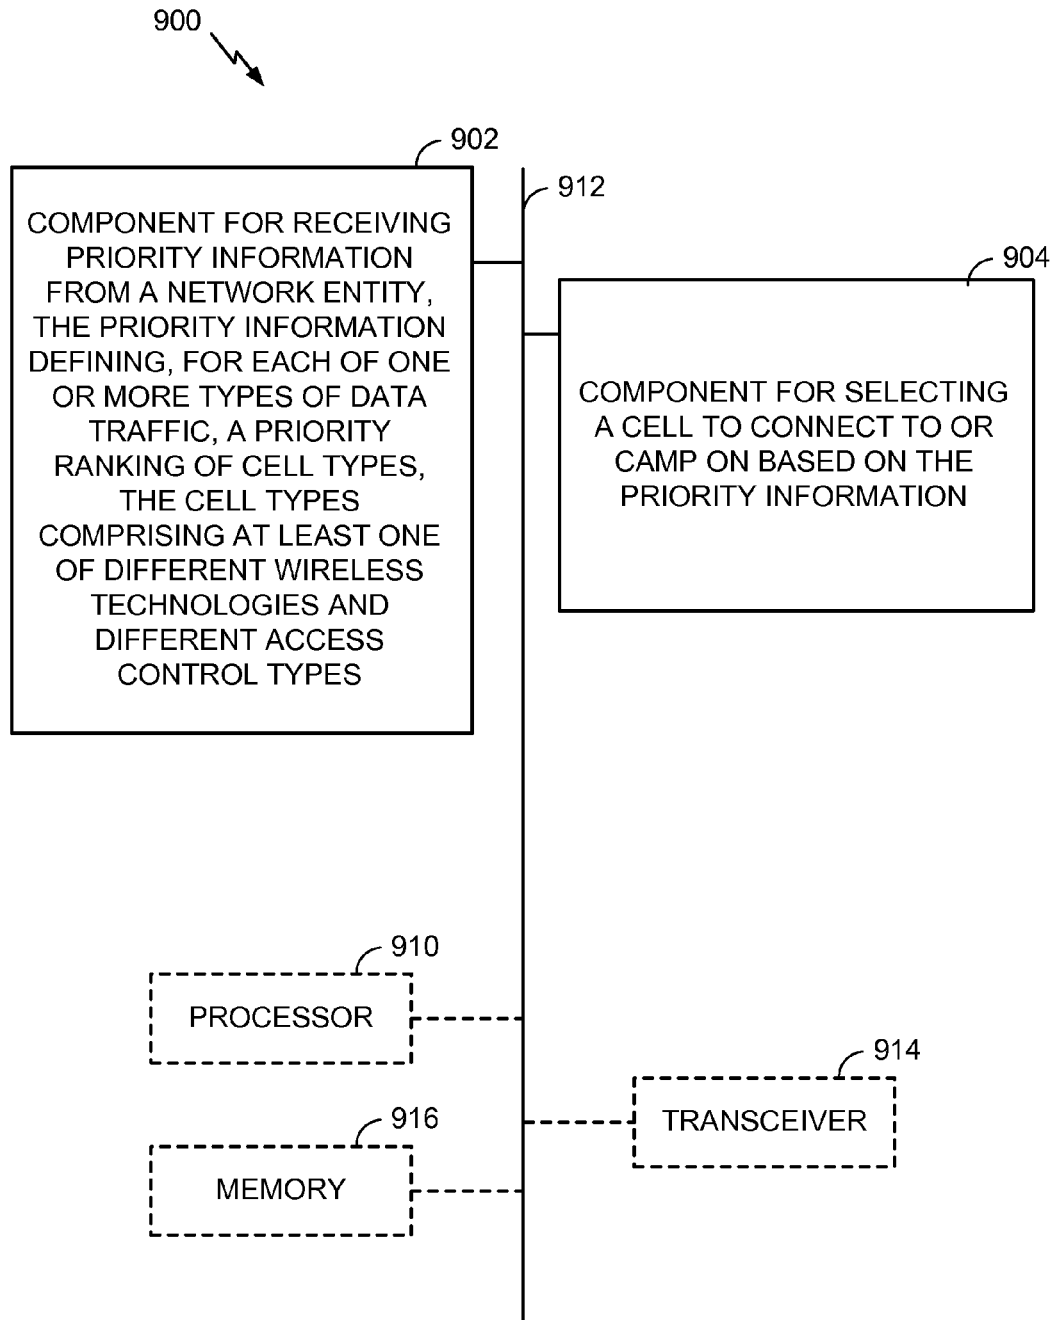 900
902
912
COMPONENT FOR RECEIVING
PRIORITY INFORMATION
FROM A NETWORK ENTITY,
THE PRIORITY INFORMATION
DEFINING, FOR EACH OF ONE
OR MORE TYPES OF DATA
TRAFFIC, A PRIORITY
RANKING OF CELL TYPES,
THE CELL TYPES
COMPRISING AT LEAST ONE
OF DIFFERENT WIRELESS
TECHNOLOGIES AND
DIFFERENT ACCESS
CONTROL TYPES
904
COMPONENT FOR SELECTING
A CELL TO CONNECT TO OR
CAMP ON BASED ON THE
PRIORITY INFORMATION
910
PROCESSOR
914
TRANSCEIVER
916
MEMORY